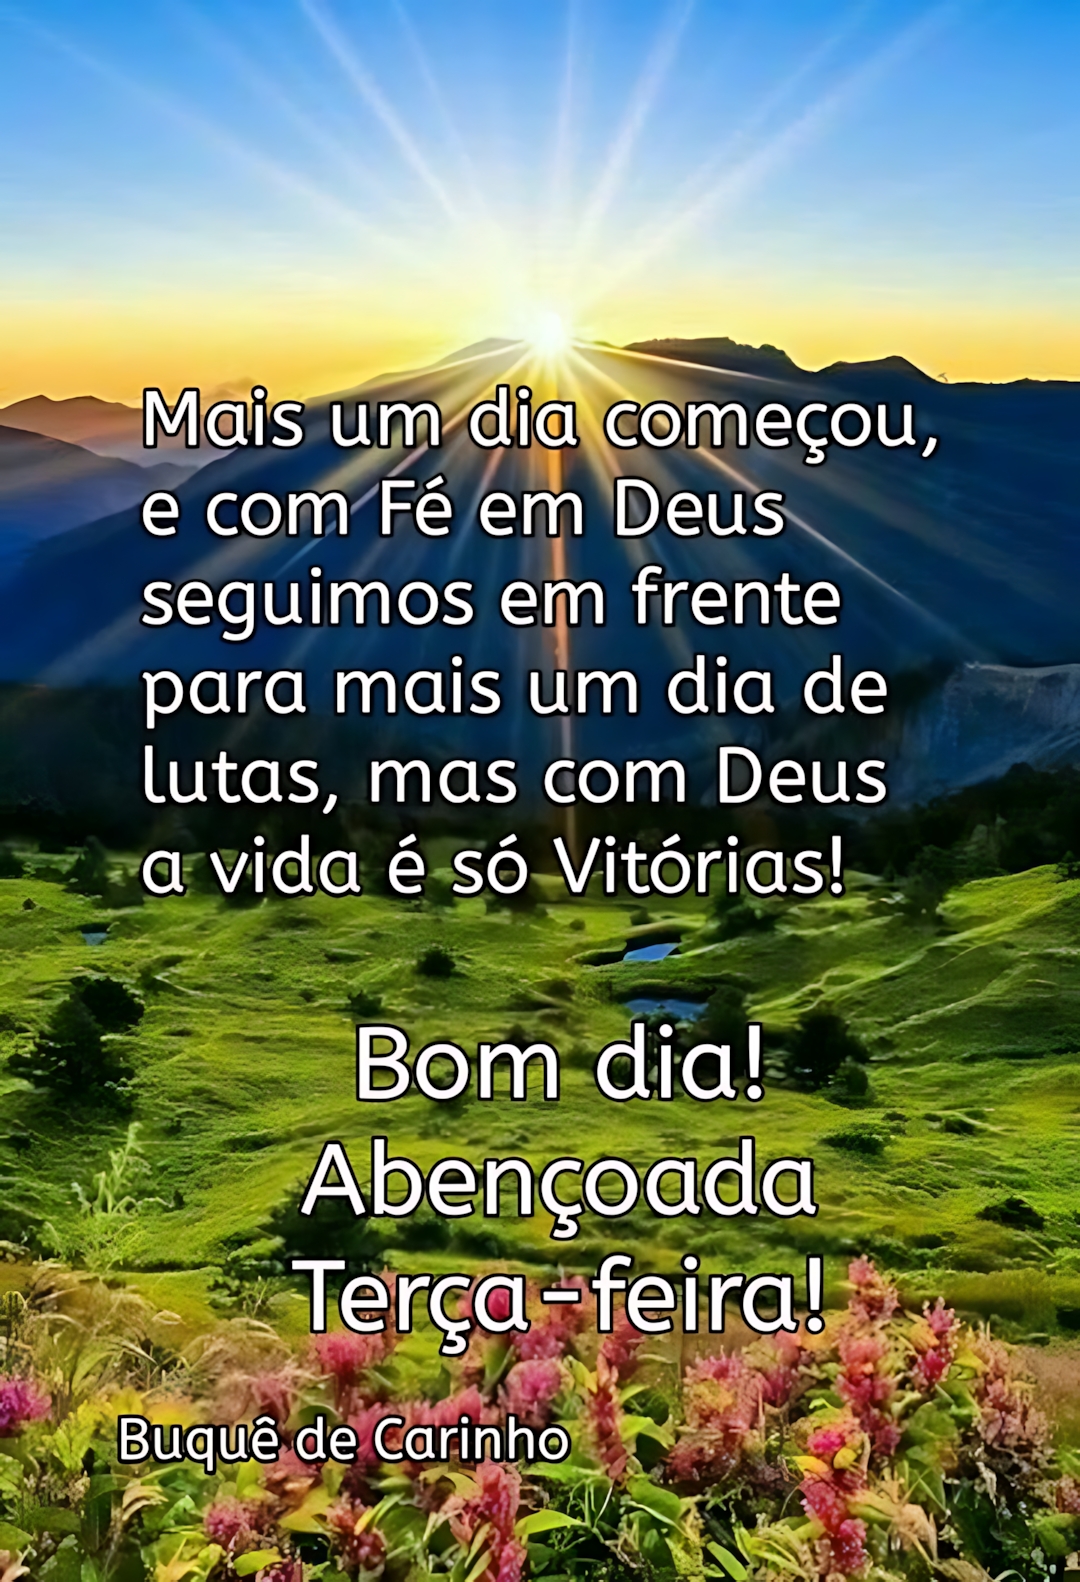 Mais um dia começou,
e com Fé em Deus
seguimos em frente
para mais um dia de
lutas, mas com Deus
a vida é só Vitórias!
Bom dia!
Abençoada
Terça-feira!
Buquê de Carinho